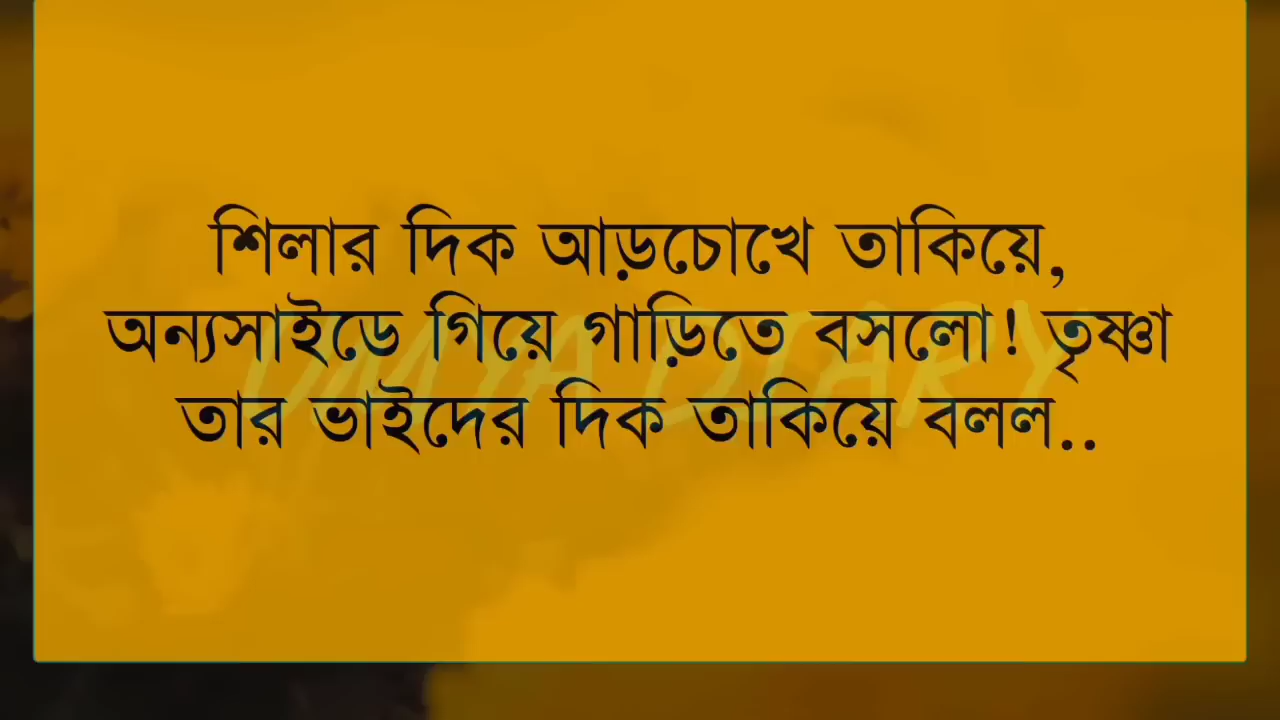 শিলার দিক আড়চোখে তাকিয়ে,
অন্যসাইডে গিয়ে গাড়িতে বসলো! তৃষ্ণা
তার ভাইদের দিক তাকিয়ে বলল..